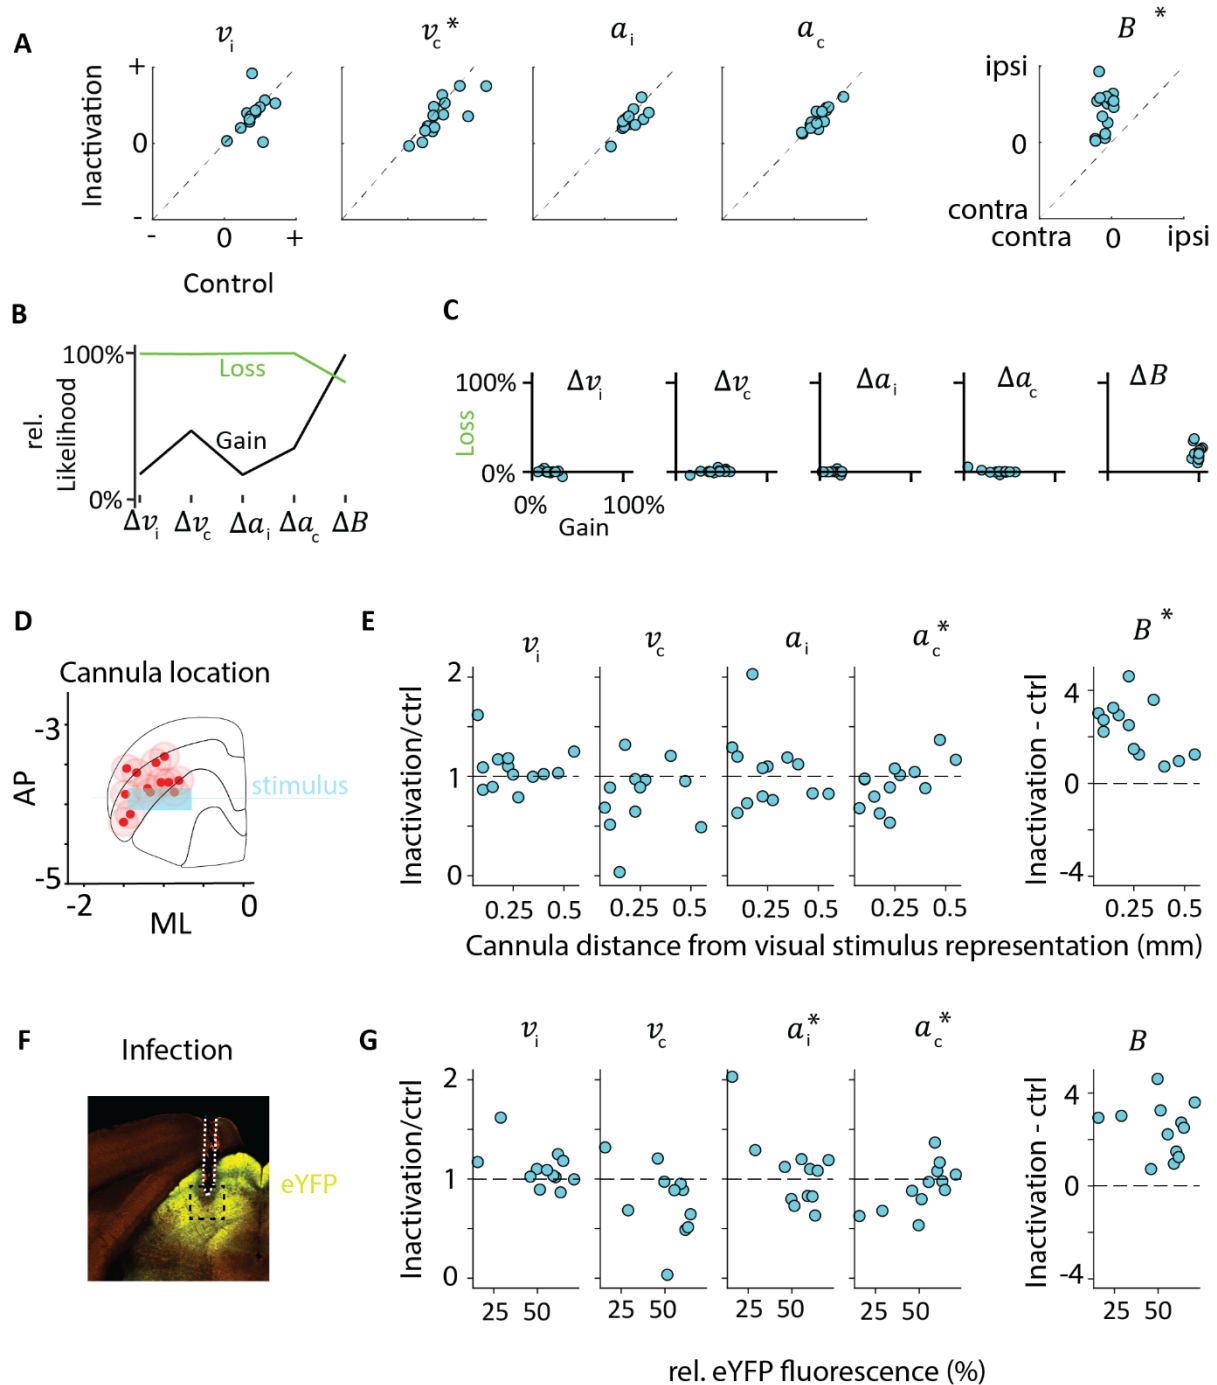 A
v_i
v_c *
a_i
a_c
B *
Inactivation
+
0
-
-
0
+
Control
ipsi
0
contra
contra
0
ipsi
B
rel.
Likelihood
100%
0%
Loss
Gain
Δv_i
Δv_c
Δa_i
Δa_c
ΔB
C
Loss
100%
0%
Δv_i
Δv_c
Δa_i
Δa_c
ΔB
0%
100%
Gain
D
Cannula location
-3
AP
-5
stimulus
-2
0
ML
E
v_i
v_c
a_i
a_c *
B *
Inactivation/ctrl
2
1
0
0.25 0.5
0.25 0.5
0.25 0.5
0.25 0.5
Inactivation - ctrl
4
0
-4
0.25 0.5
Cannula distance from visual stimulus representation (mm)
F
Infection
eYFP
G
v_i
v_c
a_i *
a_c *
B
Inactivation/ctrl
2
1
0
25 50
25 50
25 50
25 50
Inactivation - ctrl
4
0
-4
25 50
rel. eYFP fluorescence (%)